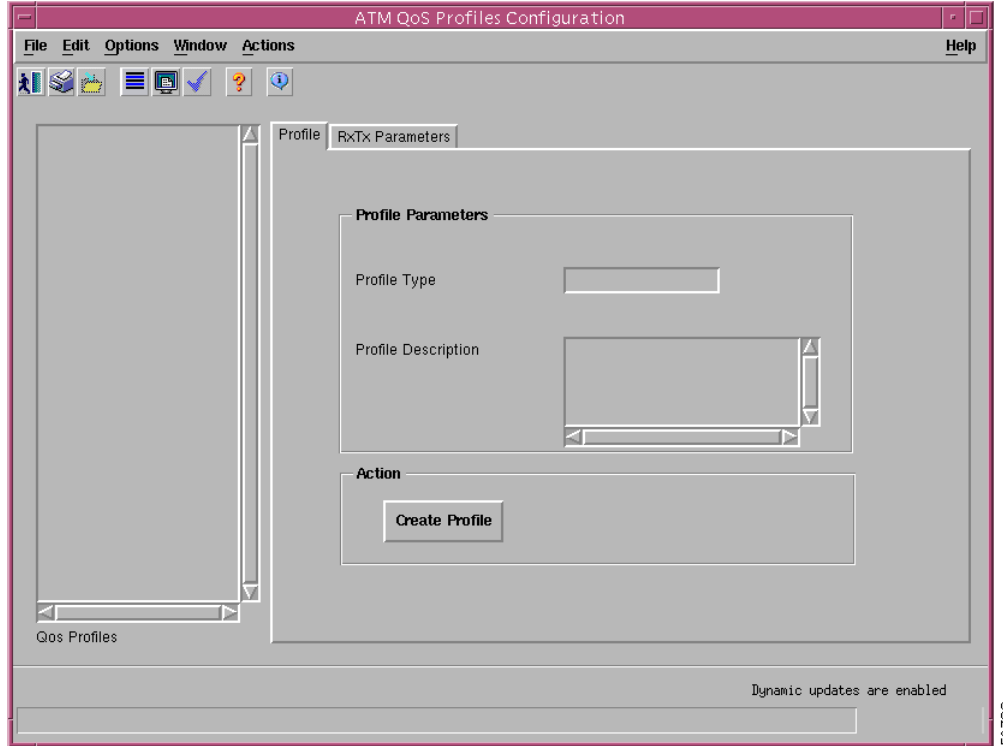 ATM QoS Profiles Configuration
File Edit Options Window Actions Help
Profile RxTx Parameters
Profile Parameters
Profile Type
Profile Description
Action
Create Profile
Qos Profiles
Dynamic updates are enabled